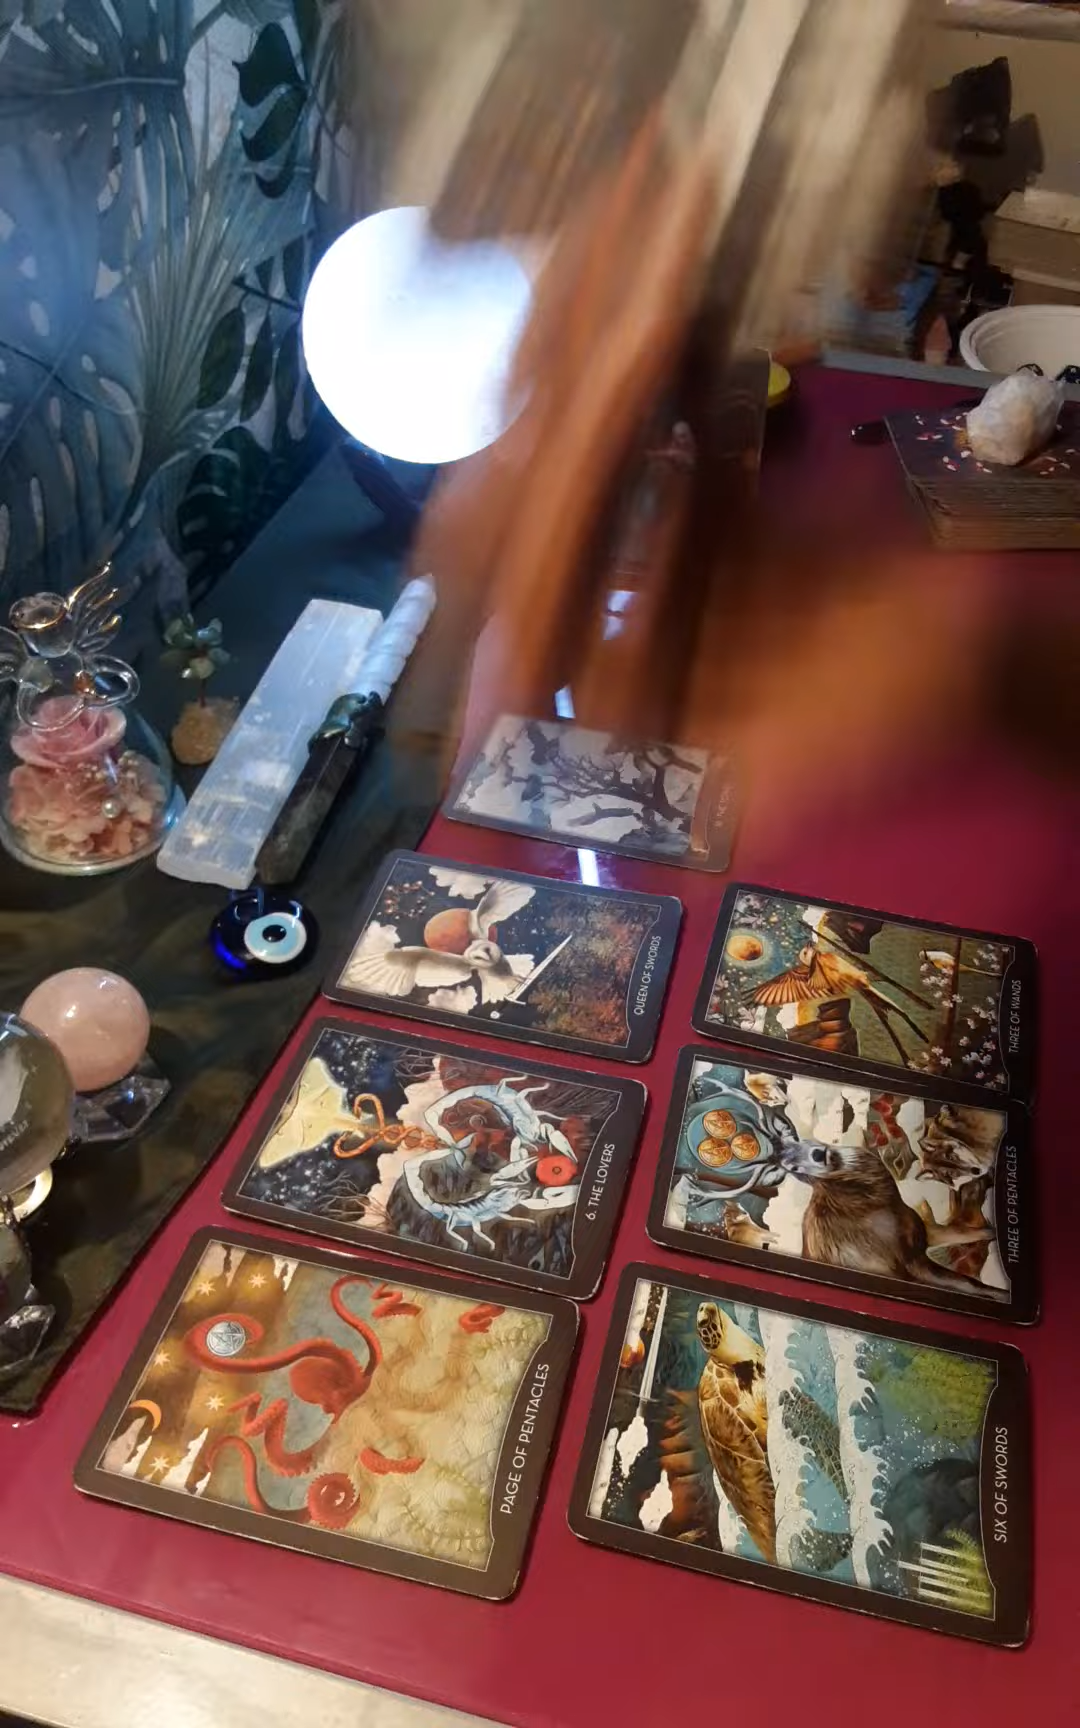 QUEEN OF SWORDS
THREE OF WANDS
6. THE LOVERS
THREE OF PENTACLES
PAGE OF PENTACLES
SIX OF SWORDS